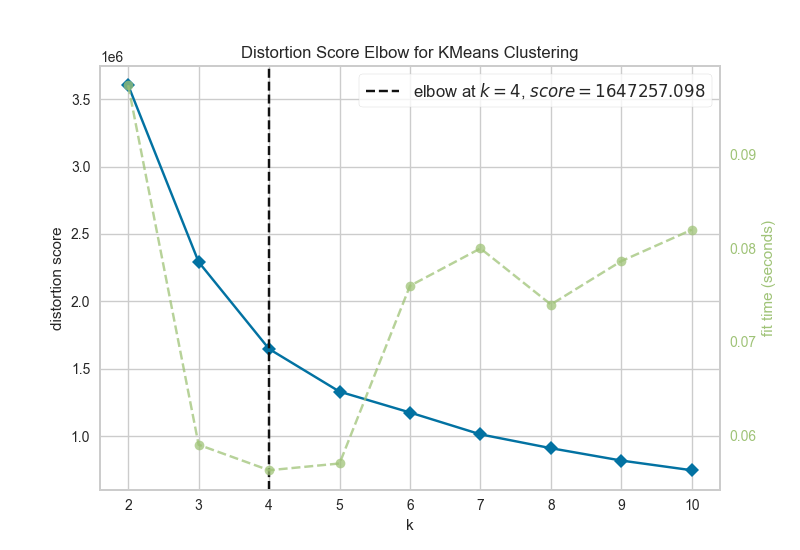 Distortion Score Elbow for KMeans Clustering
1e6
elbow at k = 4, score = 1647257.098
3.5
3.0
2.5
2.0
1.5
1.0
distortion score
0.09
0.08
0.07
0.06
fit time (seconds)
2 3 4 5 6 7 8 9 10
k